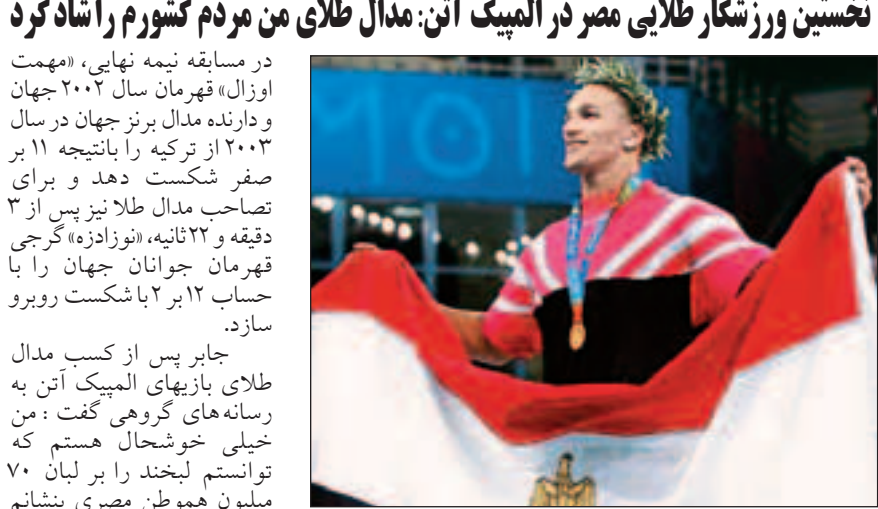 نخستین ورزشکار طلایی مصر در المپیک آتن: مدال طلای من مردم کشورم را شاد کرد
در مسابقه نیمه نهایی، «مهمت
اوزال» قهرمان سال ۲۰۰۲ جهان
و دارنده مدال برنز جهان در سال
۲۰۰۳ از ترکیه را بانتیجه ۱۱ بر
صفر شکست دهد و برای
تصاحب مدال طلا نیز پس از ۳
دقیقه و ۲۲ ثانیه، «نوزادزه» گرجی
قهرمان جوانان جهان را با
حساب ۱۲ بر ۲ با شکست روبرو
سازد.
جابر پس از کسب مدال
طلای بازیهای المپیک آتن به
رسانه‌های گروهی گفت : من
خیلی خوشحال هستم که
توانستم لبخند را بر لبان ۷۰
میلیون هموطن مصری بنشانم